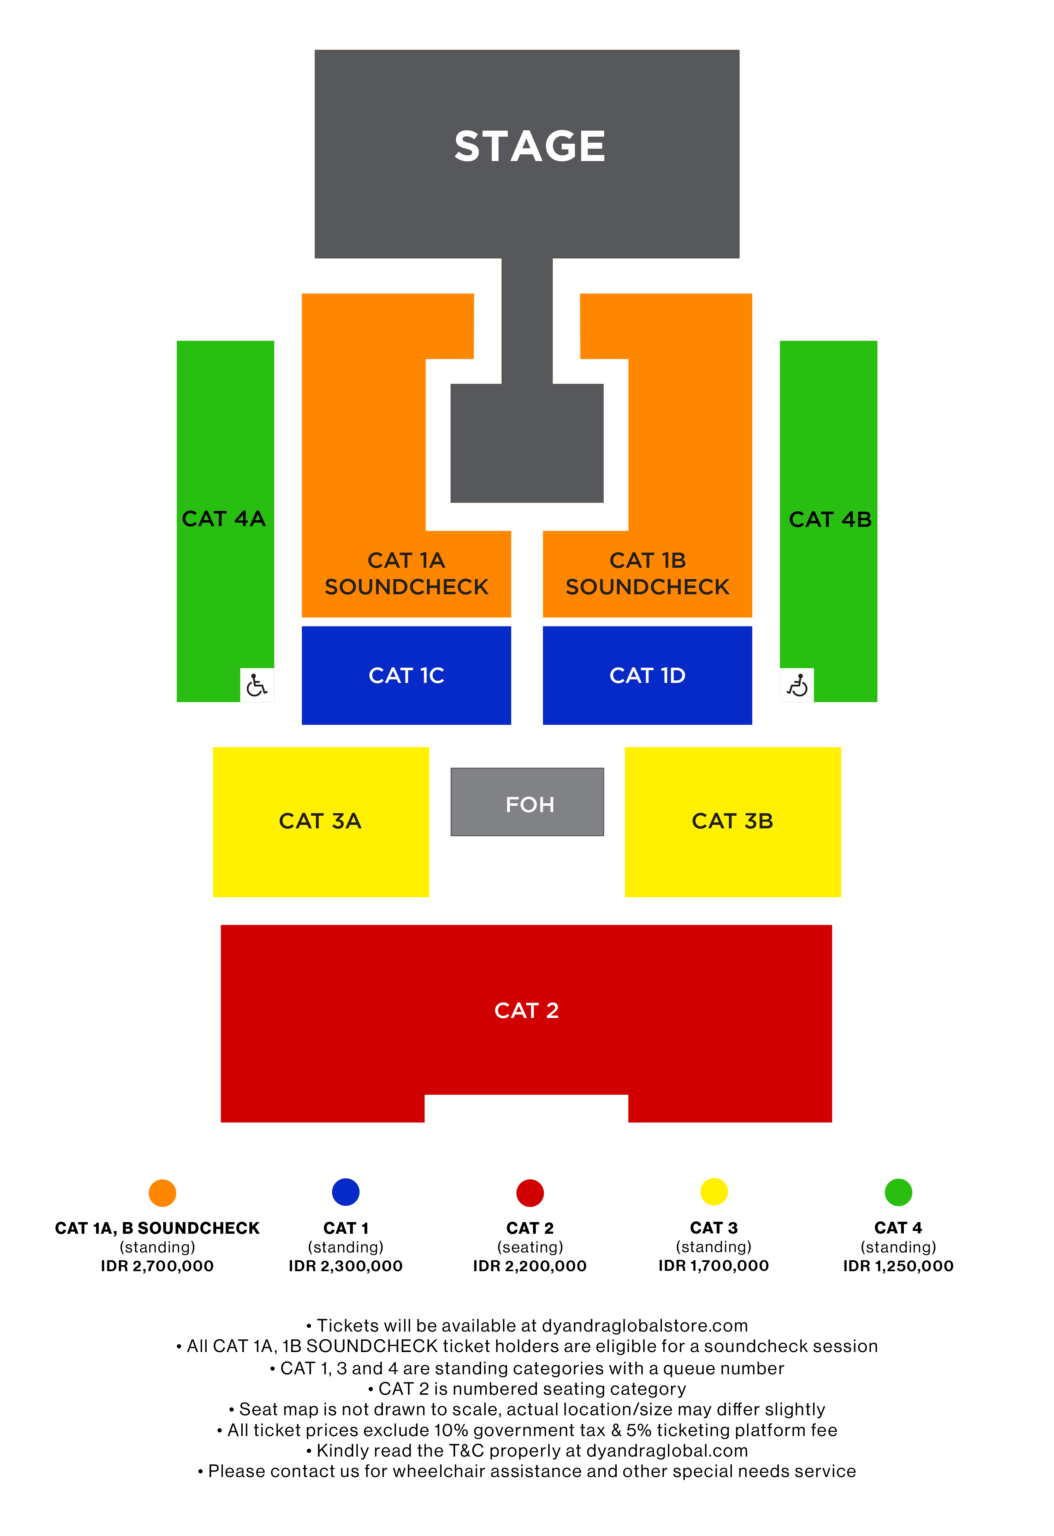 STAGE
CAT 4A
CAT 4B
CAT 1A
SOUNDCHECK
CAT 1B
SOUNDCHECK
CAT 1C
CAT 1D
CAT 3A
FOH
CAT 3B
CAT 2
CAT 1A, B SOUNDCHECK
(standing)
IDR 2,700,000
CAT 1
(standing)
IDR 2,300,000
CAT 2
(seating)
IDR 2,200,000
CAT 3
(standing)
IDR 1,700,000
CAT 4
(standing)
IDR 1,250,000
• Tickets will be available at dyandraglobalstore.com
• All CAT 1A, 1B SOUNDCHECK ticket holders are eligible for a soundcheck session
• CAT 1, 3 and 4 are standing categories with a queue number
• CAT 2 is numbered seating category
• Seat map is not drawn to scale, actual location/size may differ slightly
• All ticket prices exclude 10% government tax & 5% ticketing platform fee
• Kindly read the T&C properly at dyandraglobal.com
• Please contact us for wheelchair assistance and other special needs service